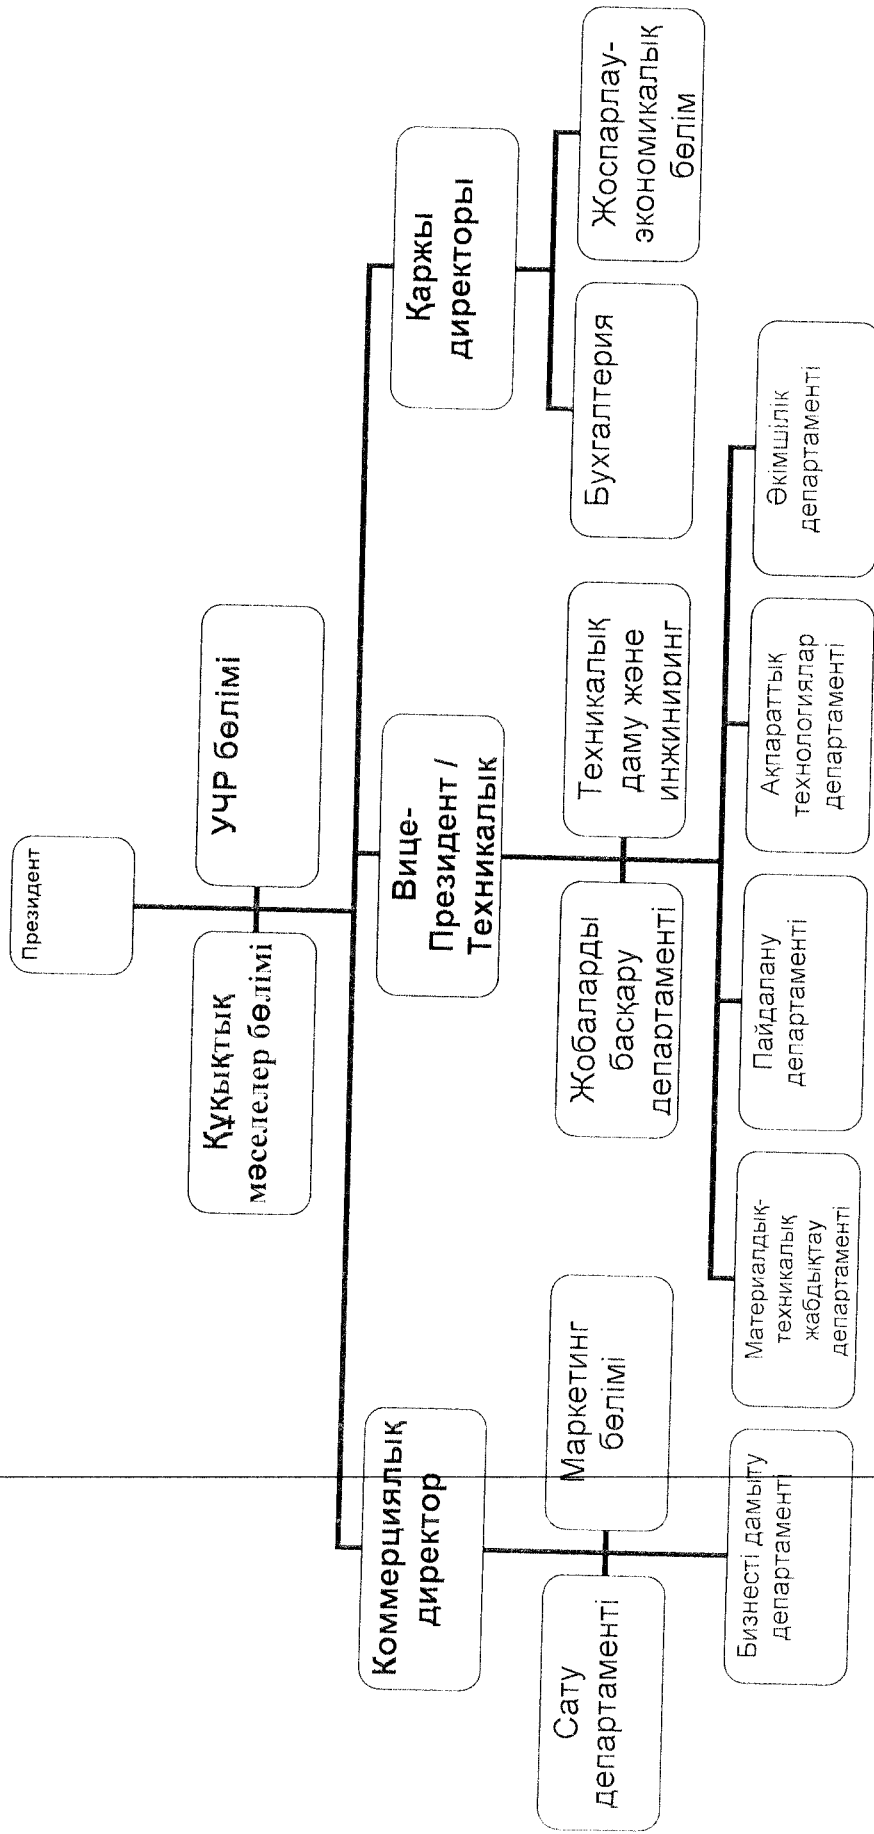 Президент
Құқықтық
мәселелер бөлімі
УЧР бөлімі
Коммерциялық
директор
Вице-
Президент /
Техникалық
Қаржы
директоры
Сату
департаменті
Маркетинг
бөлімі
Жобаларды
басқару
департаменті
Техникалық
даму және
инжиниринг
Бухгалтерия
Жоспарлау-
экономикалық
бөлім
Бизнесті дамыту
департаменті
Материалдық-
техникалық
жабдықтау
департаменті
Пайдалану
департаменті
Ақпараттық
технологиялар
департаменті
Әкімшілік
департаменті